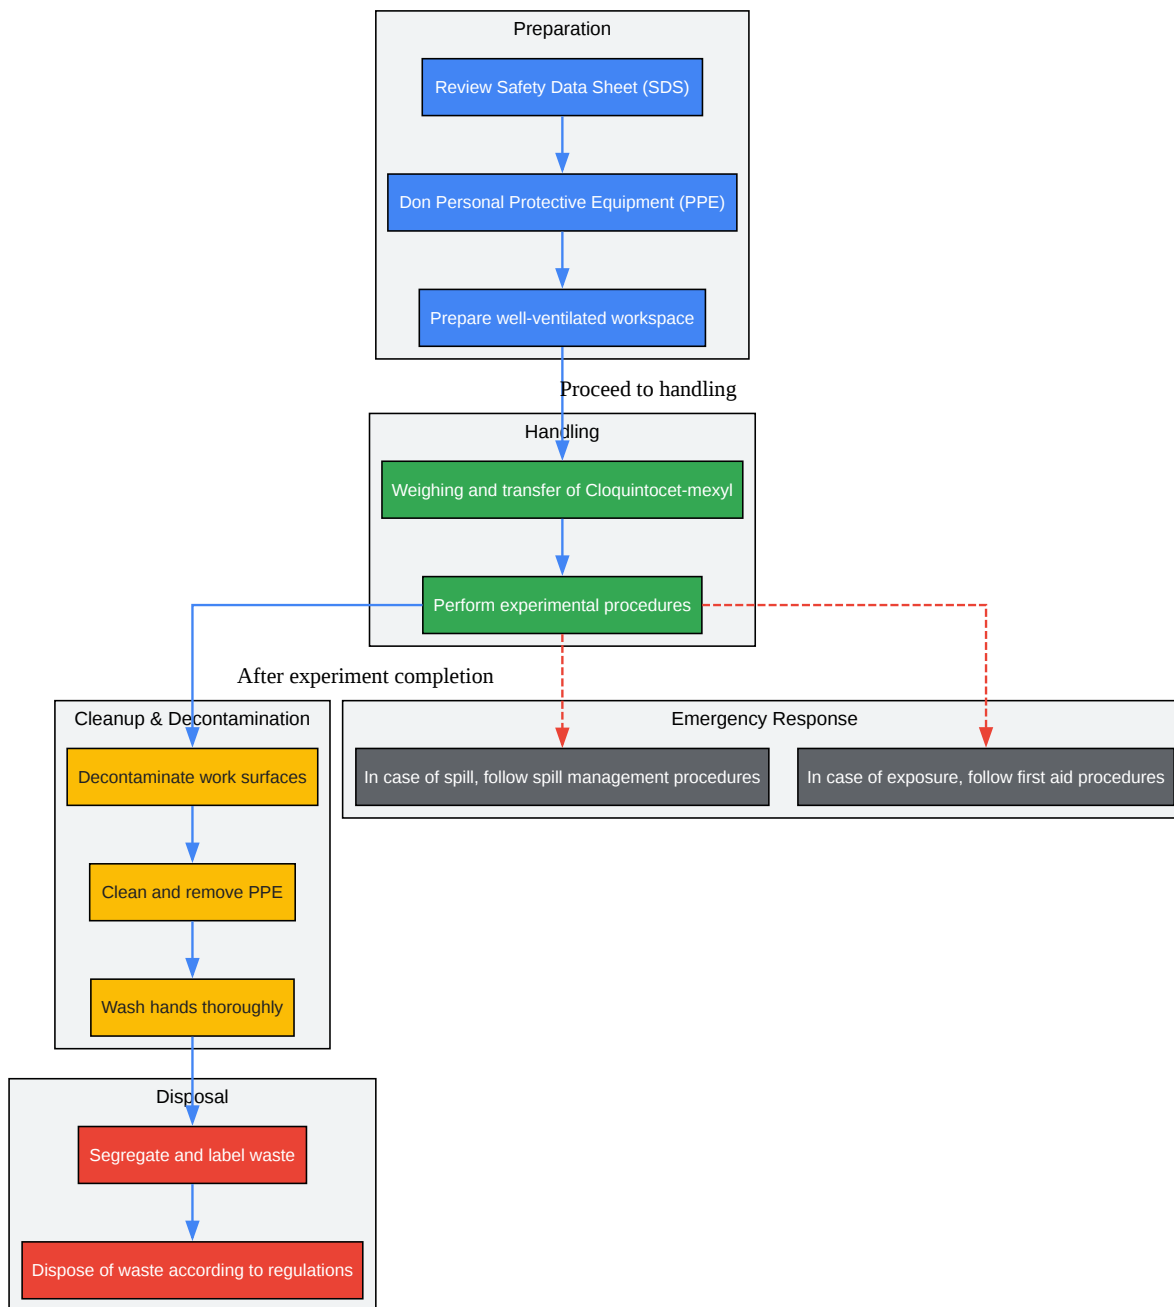 Preparation
Review Safety Data Sheet (SDS)
Don Personal Protective Equipment (PPE)
Prepare well-ventilated workspace
Proceed to handling
Handling
Weighing and transfer of Cloquintocet-mexyl
Perform experimental procedures
After experiment completion
Cleanup & Decontamination
Decontaminate work surfaces
Clean and remove PPE
Wash hands thoroughly
Emergency Response
In case of spill, follow spill management procedures
In case of exposure, follow first aid procedures
Disposal
Segregate and label waste
Dispose of waste according to regulations